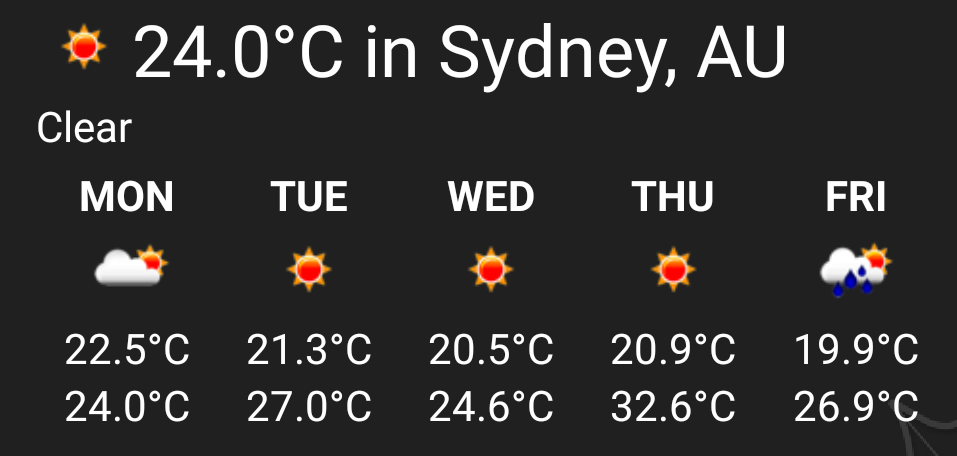 24.0°C in Sydney, AU
Clear
MON TUE WED THU FRI
22.5°C 21.3°C 20.5°C 20.9°C 19.9°C
24.0°C 27.0°C 24.6°C 32.6°C 26.9°C